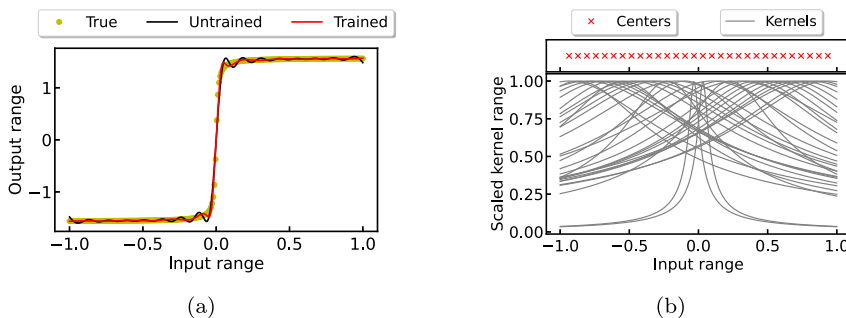 True Untrained Trained
Output range
1
0
−1
−1.0 −0.5 0.0 0.5 1.0
Input range
(a)
Centers Kernels
Scaled kernel range
1.00
0.75
0.50
0.25
0.00
−1.0 −0.5 0.0 0.5 1.0
Input range
(b)